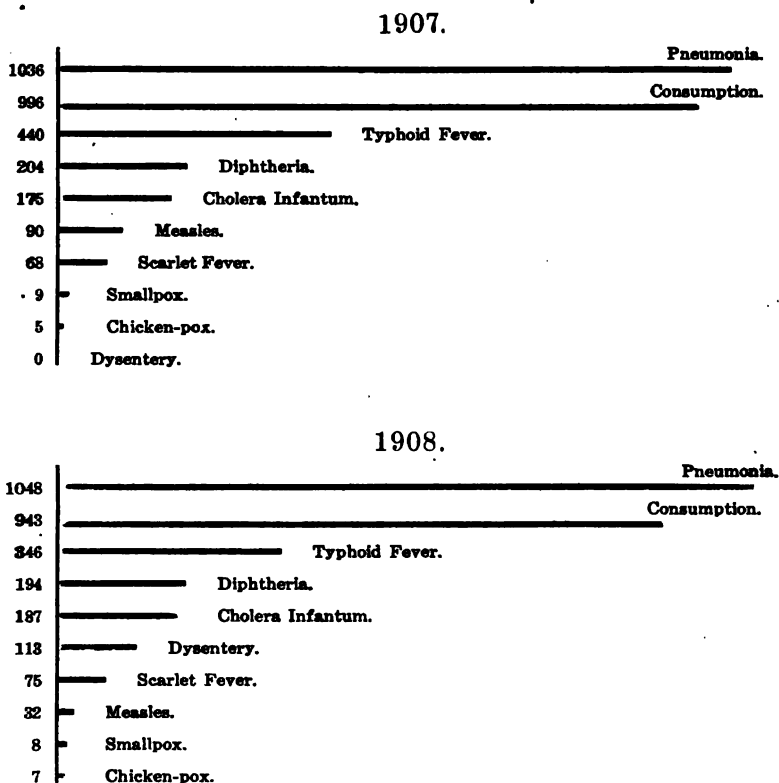 1907.
Pneumonia.
1036
Consumption.
996
440 Typhoid Fever.
204 Diphtheria.
175 Cholera Infantum.
90 Measles.
68 Scarlet Fever.
9 Smallpox.
5 Chicken-pox.
0 Dysentery.
1908.
Pneumonia.
1048
Consumption.
943
346 Typhoid Fever.
194 Diphtheria.
187 Cholera Infantum.
113 Dysentery.
75 Scarlet Fever.
32 Measles.
8 Smallpox.
7 Chicken-pox.